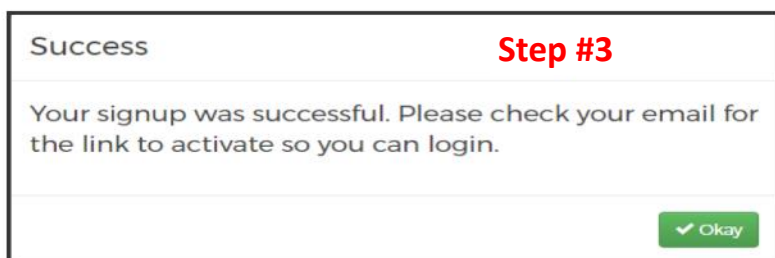 Success
Step #3
Your signup was successful. Please check your email for
the link to activate so you can login.
Okay